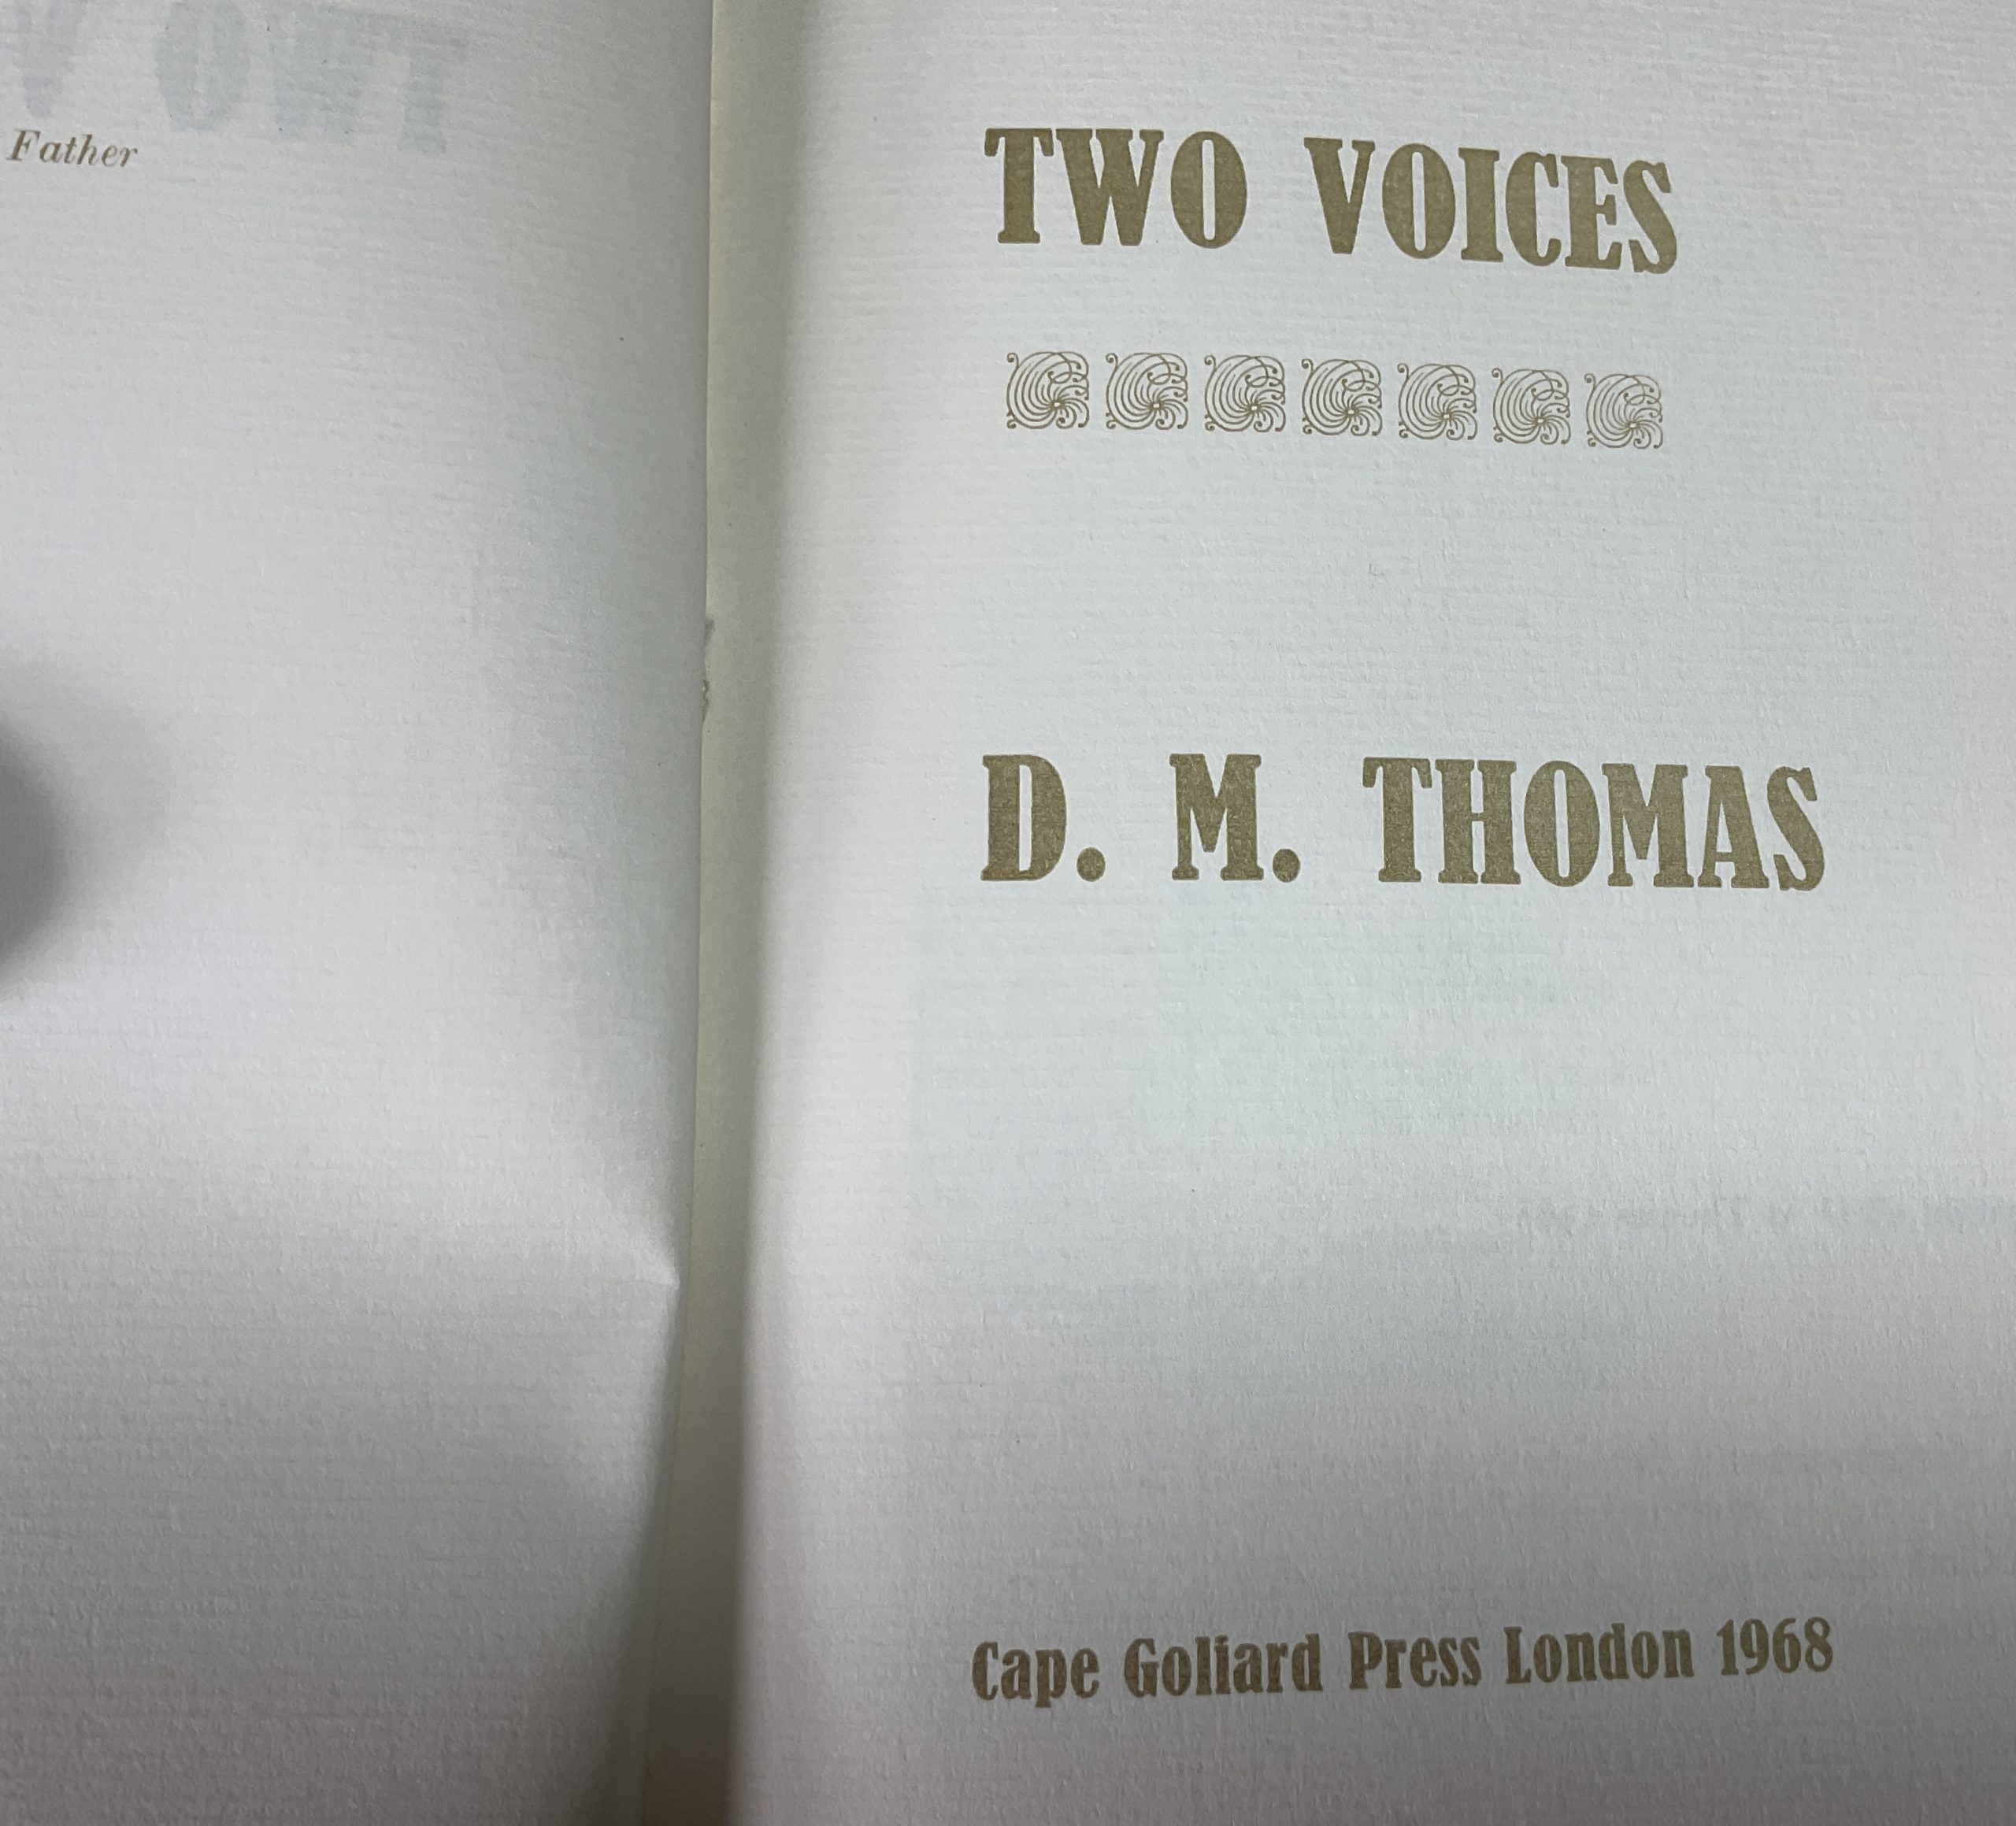 Father
TWO VOICES
D. M. THOMAS
Cape Goliard Press London 1968